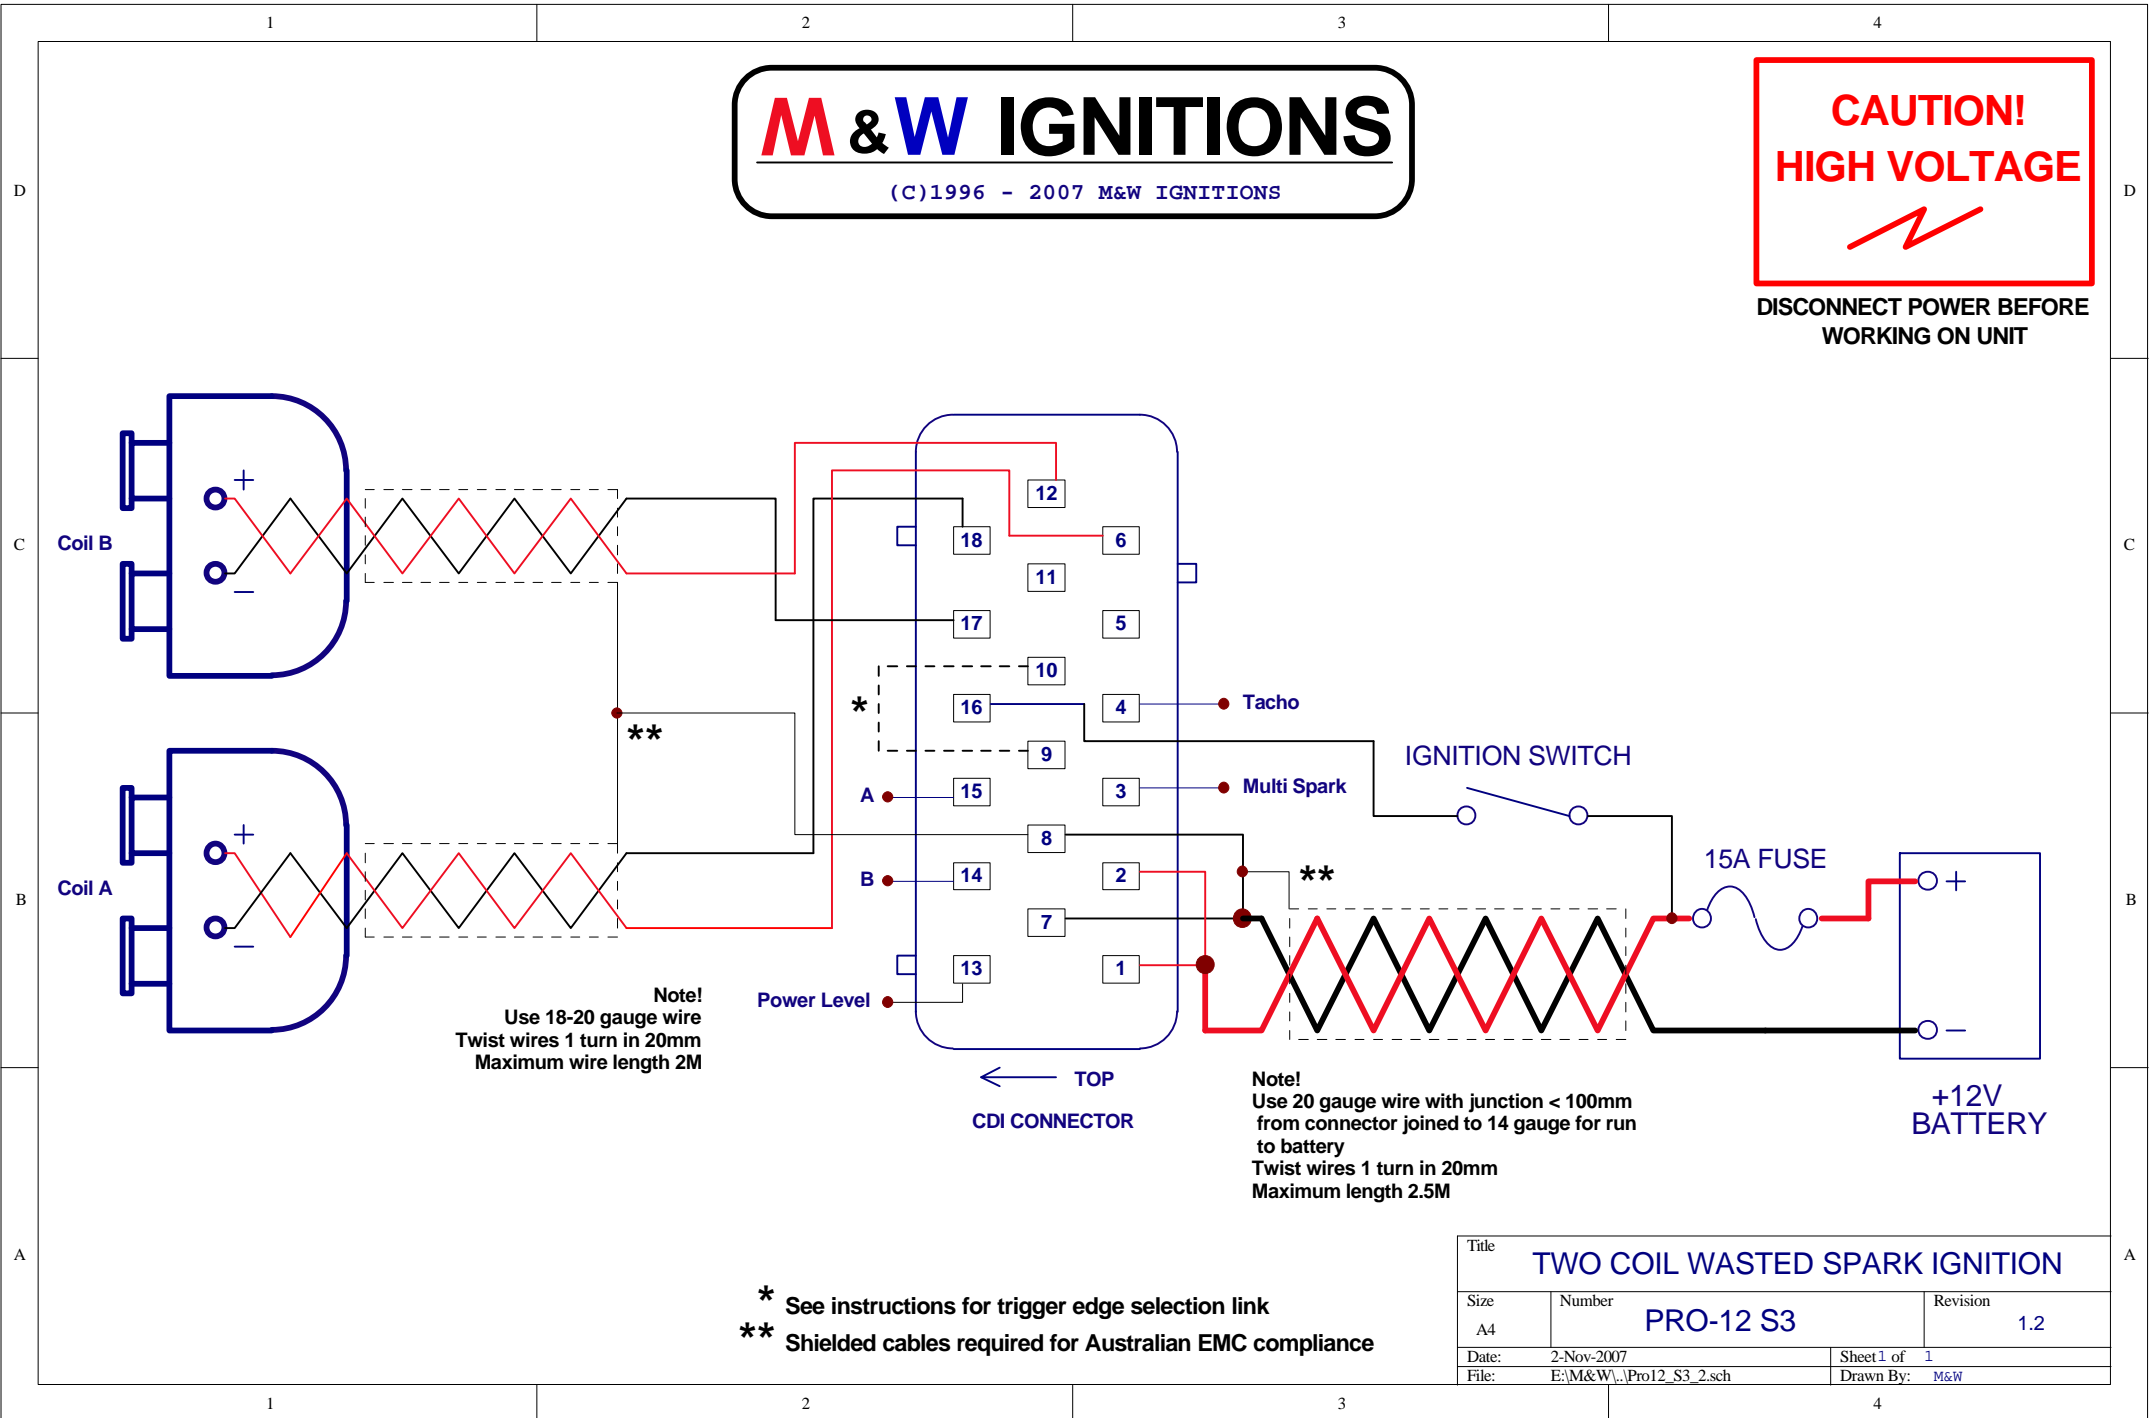 1 2 3 4
M & W IGNITIONS
(C)1996 - 2007 M&W IGNITIONS
CAUTION!
HIGH VOLTAGE
DISCONNECT POWER BEFORE
WORKING ON UNIT
D D
C C
B B
A A
Coil B
+
−
Coil A
+
−
**
*
12
18
6
11
17
5
10
16
4
Tacho
9
A
15
3
Multi Spark
8
B
14
2
7
13
1
Power Level
**
IGNITION SWITCH
15A FUSE
+
−
+12V
BATTERY
Note!
Use 18-20 gauge wire
Twist wires 1 turn in 20mm
Maximum wire length 2M
TOP
CDI CONNECTOR
Note!
Use 20 gauge wire with junction < 100mm
from connector joined to 14 gauge for run
to battery
Twist wires 1 turn in 20mm
Maximum length 2.5M
* See instructions for trigger edge selection link
** Shielded cables required for Australian EMC compliance
Title
TWO COIL WASTED SPARK IGNITION
Size
A4
Number
PRO-12 S3
Revision
1.2
Date: 2-Nov-2007 Sheet 1 of 1
File: E:\M&W\..\Pro12_S3_2.sch Drawn By: M&W
1 2 3 4